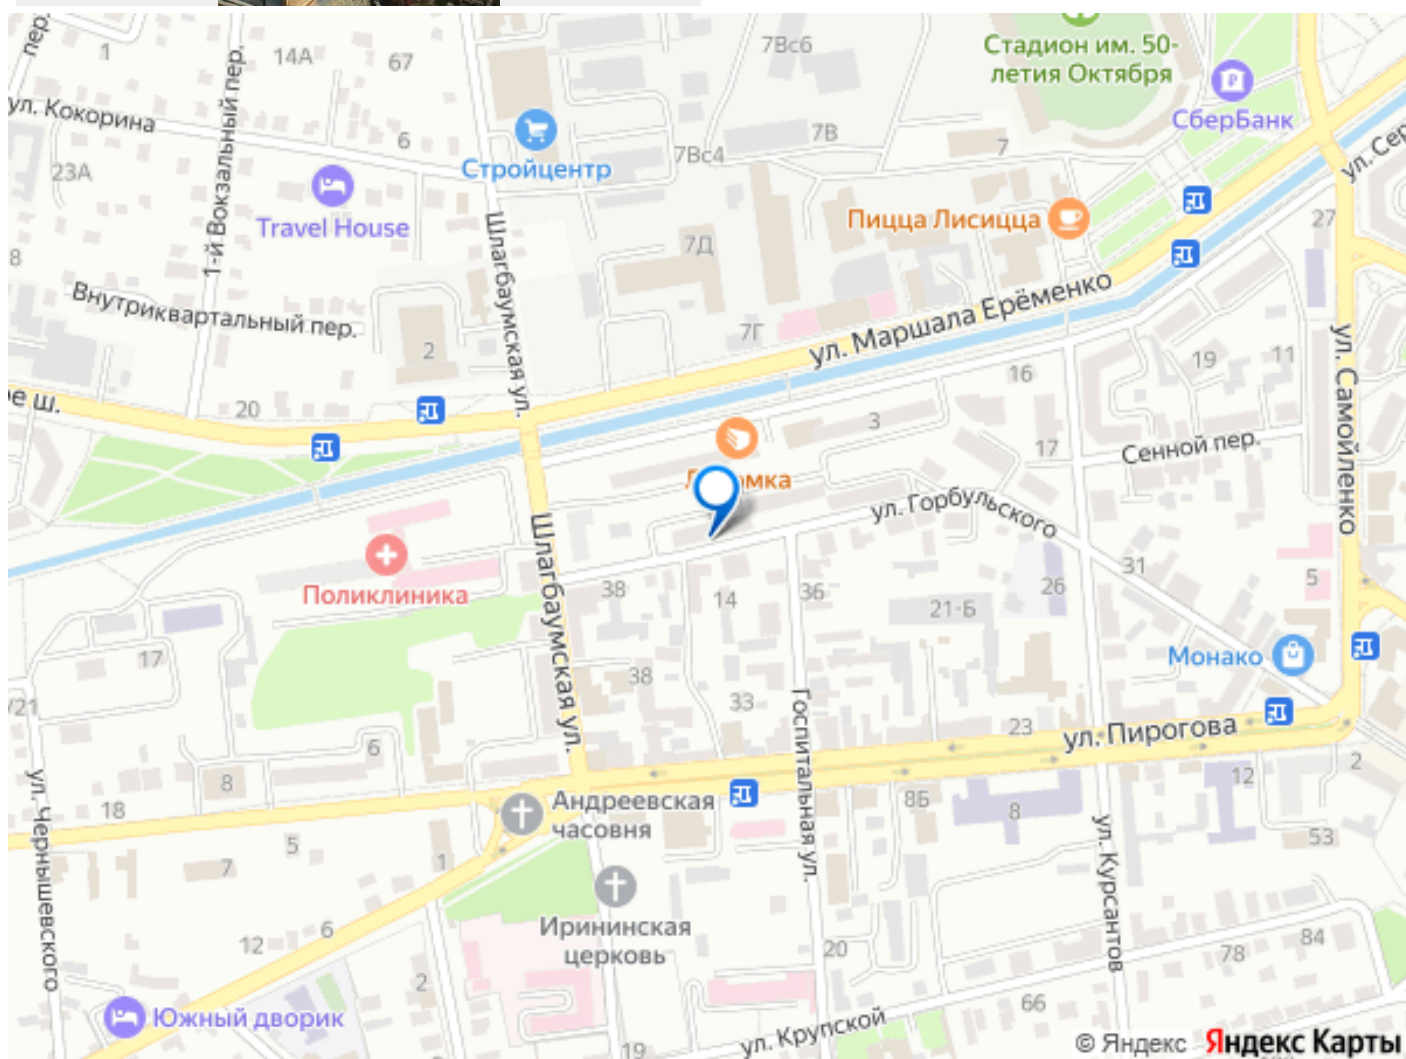 пер.
1
14А
67
7Вс6
Стадион им. 50-
летия Октября
СберБанк
ул. Кокорина
1-й Вокзальный пер.
6
23А
Стройцентр
7Вс4
7В
7
Travel House
Шлагбаумская ул.
Пицца Лисицца
27
8
7Д
Внутриквартальный пер.
2
7Г
ул. Маршала Ерёменко
19
11
ул. Самойленко
20
16
3
17
Сенной пер.
ул. Горбульского
Поликлиника
Шлагбаумская ул.
38
14
36
21-Б
26
31
5
17
38
33
Госпитальная ул.
Монако
23
ул. Пирогова
6
8
18
Андреевская
часовня
8Б
8
12
2
ул. Чернышевского
5
7
1
53
ул. Курсантов
Ирининская
церковь
12
6
2
20
78
84
Южный дворик
66
ул. Крупской
19
© Яндекс Яндекс Карты